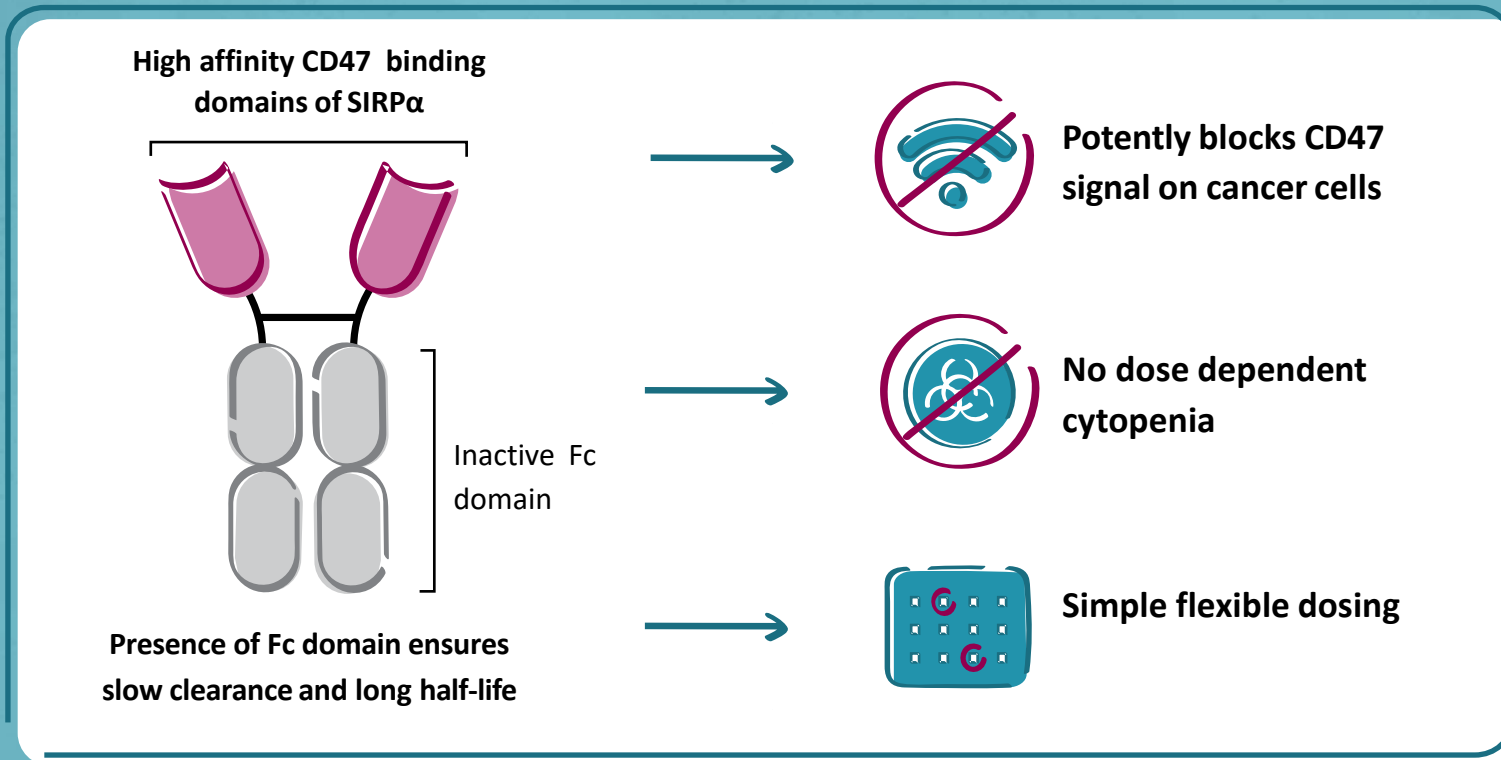 High affinity CD47 binding
domains of SIRPα
Potently blocks CD47
signal on cancer cells
Inactive Fc
domain
No dose dependent
cytopenia
Presence of Fc domain ensures
slow clearance and long half-life
Simple flexible dosing